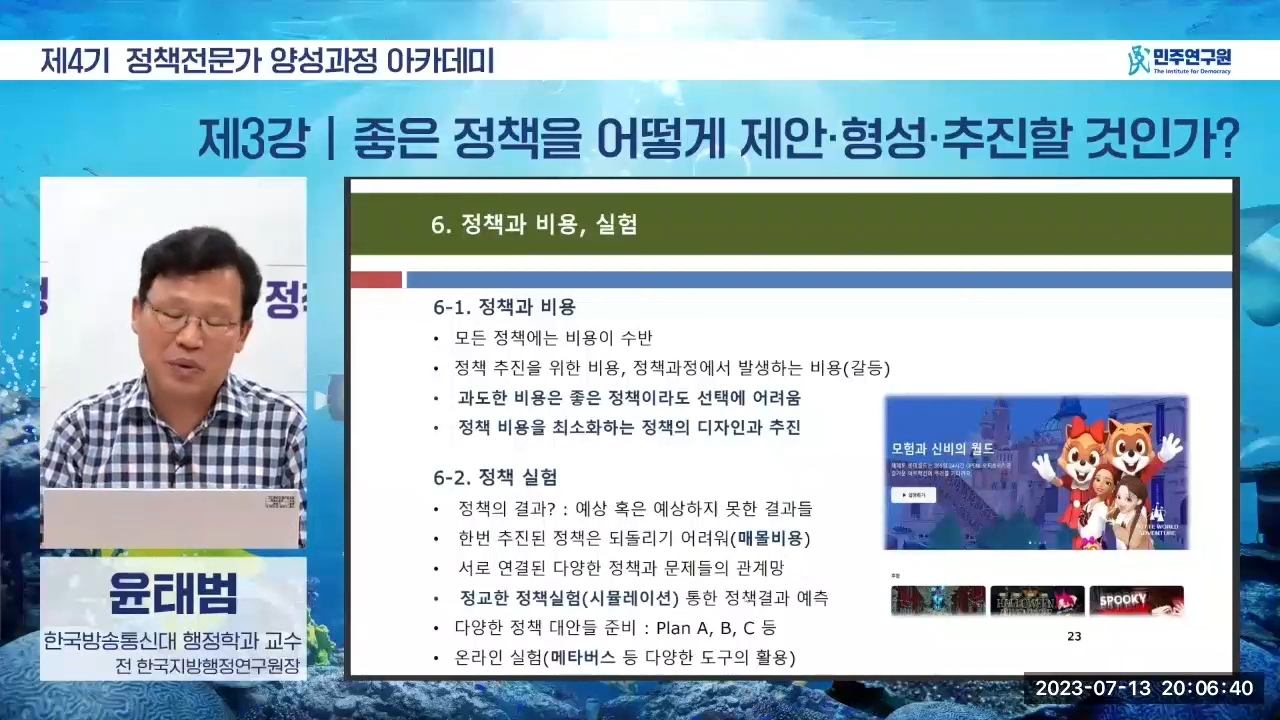 제4기 정책전문가 양성과정 아카데미
민주연구원
The Institute for Democracy
제3강 | 좋은 정책을 어떻게 제안·형성·추진할 것인가?
정책
윤태범
한국방송통신대 행정학과 교수
전 한국지방행정연구원장
6. 정책과 비용, 실험
6-1. 정책과 비용
• 모든 정책에는 비용이 수반
• 정책 추진을 위한 비용, 정책과정에서 발생하는 비용(갈등)
• 과도한 비용은 좋은 정책이라도 선택에 어려움
• 정책 비용을 최소화하는 정책의 디자인과 추진
6-2. 정책 실험
• 정책의 결과? : 예상 혹은 예상하지 못한 결과들
• 한번 추진된 정책은 되돌리기 어려워(매몰비용)
• 서로 연결된 다양한 정책과 문제들의 관계망
• 정교한 정책실험(시뮬레이션) 통한 정책결과 예측
• 다양한 정책 대안들 준비 : Plan A, B, C 등
• 온라인 실험(메타버스 등 다양한 도구의 활용)
모험과 신비의 월드
LOTTE WORLD
ADVENTURE
HALLOWEEN
SPOOKY
23
2023-07-13 20:06:40